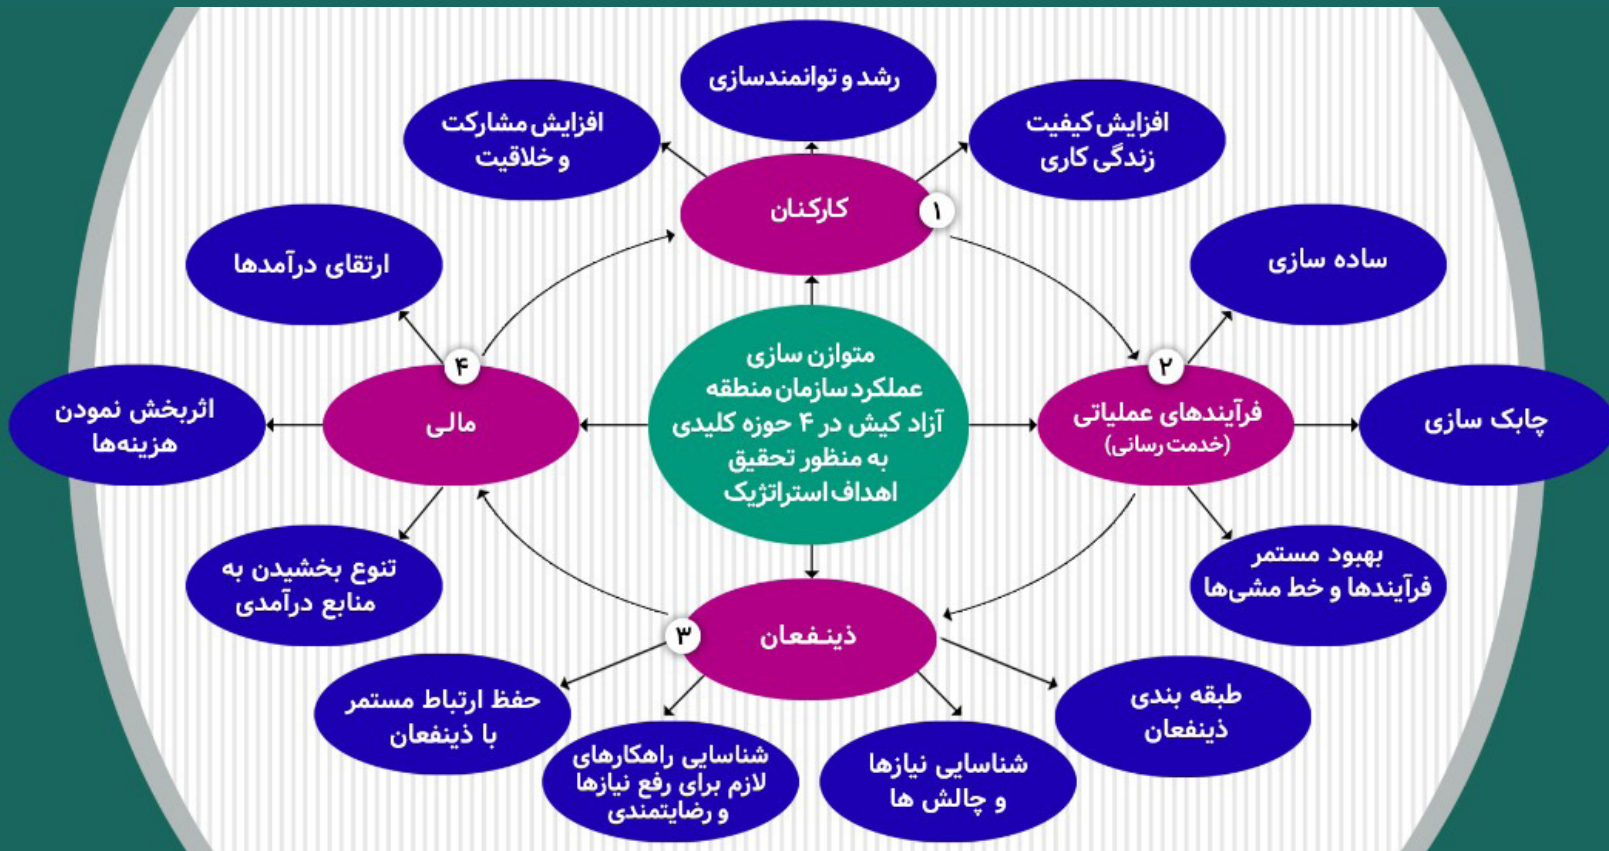 رشد و توانمندسازی
افزایش کیفیت
زندگی کاری
افزایش مشارکت
و خلاقیت
کارکنان
۱
ساده سازی
ارتقای درآمدها
متوازن سازی
عملکرد سازمان منطقه
آزاد کیش در ۴ حوزه کلیدی
به منظور تحقیق
اهداف استراتژیک
۲
فرآیندهای عملیاتی
(خدمت رسانی)
چابک سازی
۴
مالی
اثربخش نمودن
هزینه‌ها
بهبود مستمر
فرآیندها و خط مشی‌ها
تنوع بخشیدن به
منابع درآمدی
ذینفعان
۳
طبقه بندی
ذینفعان
شناسایی نیازها
و چالش ها
شناسایی راهکارهای
لازم برای رفع نیازها
و رضایتمندی
حفظ ارتباط مستمر
با ذینفعان